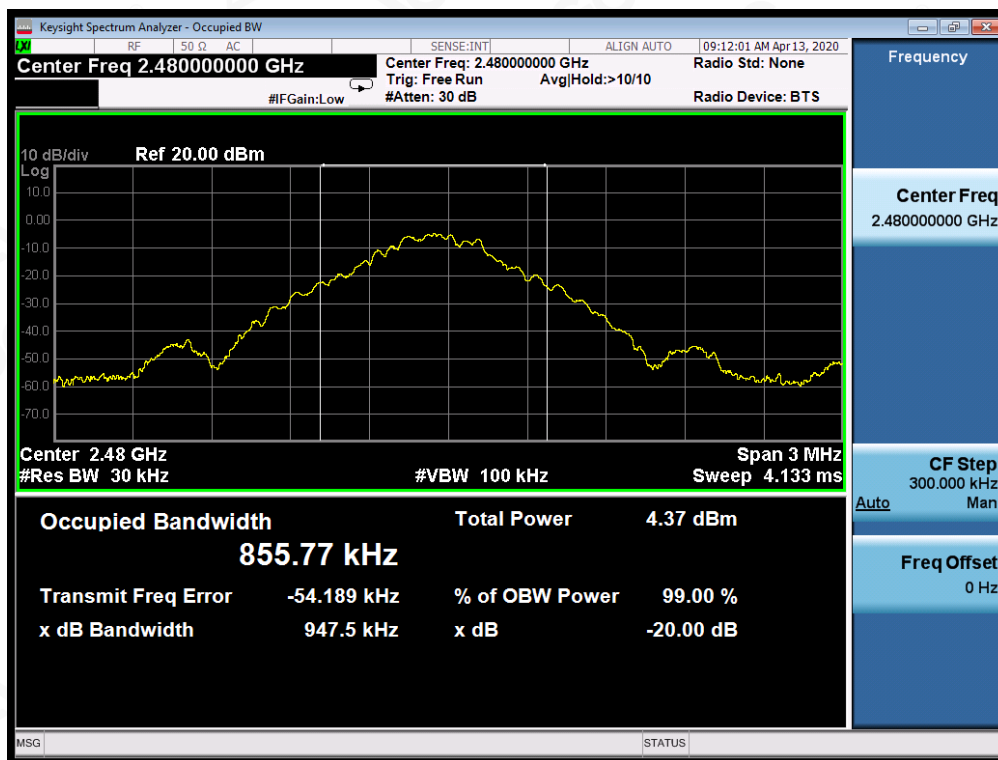 Keysight Spectrum Analyzer - Occupied BW
LXI RF 50 Ω AC SENSE:INT ALIGN AUTO 09:12:01 AM Apr 13, 2020
Center Freq 2.480000000 GHz
Center Freq: 2.480000000 GHz Radio Std: None
Trig: Free Run Avg|Hold:>10/10
#IFGain:Low #Atten: 30 dB Radio Device: BTS
10 dB/div Ref 20.00 dBm
Log
10.0
0.00
-10.0
-20.0
-30.0
-40.0
-50.0
-60.0
-70.0
Center 2.48 GHz Span 3 MHz
#Res BW 30 kHz #VBW 100 kHz Sweep 4.133 ms
Occupied Bandwidth Total Power 4.37 dBm
855.77 kHz
Transmit Freq Error -54.189 kHz % of OBW Power 99.00 %
x dB Bandwidth 947.5 kHz x dB -20.00 dB
MSG STATUS
Frequency
Center Freq
2.480000000 GHz
CF Step
300.000 kHz
Auto Man
Freq Offset
0 Hz